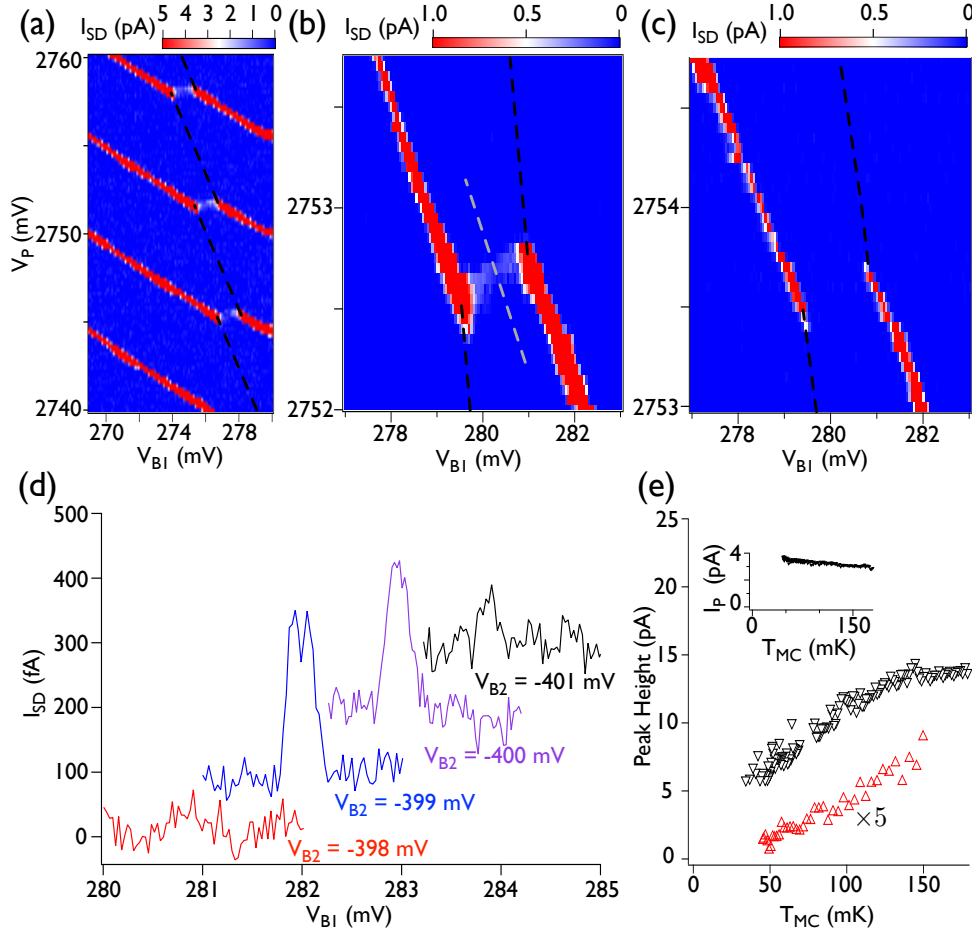 (a)
I_SD (pA)
5 4 3 2 1 0
2760
2750
2740
V_P (mV)
270 274 278
V_B1 (mV)
(b)
I_SD (pA)
1.0 0.5 0
2753
2752
278 280 282
V_B1 (mV)
(c)
I_SD (pA)
1.0 0.5 0
2754
2753
278 280 282
V_B1 (mV)
(d)
500
400
300
200
100
0
I_SD (fA)
V_B2 = -401 mV
V_B2 = -400 mV
V_B2 = -399 mV
V_B2 = -398 mV
280 281 282 283 284 285
V_B1 (mV)
(e)
25
20
15
10
5
0
Peak Height (pA)
I_P (pA)
4
0
0 150
T_MC (mK)
×5
50 100 150
T_MC (mK)